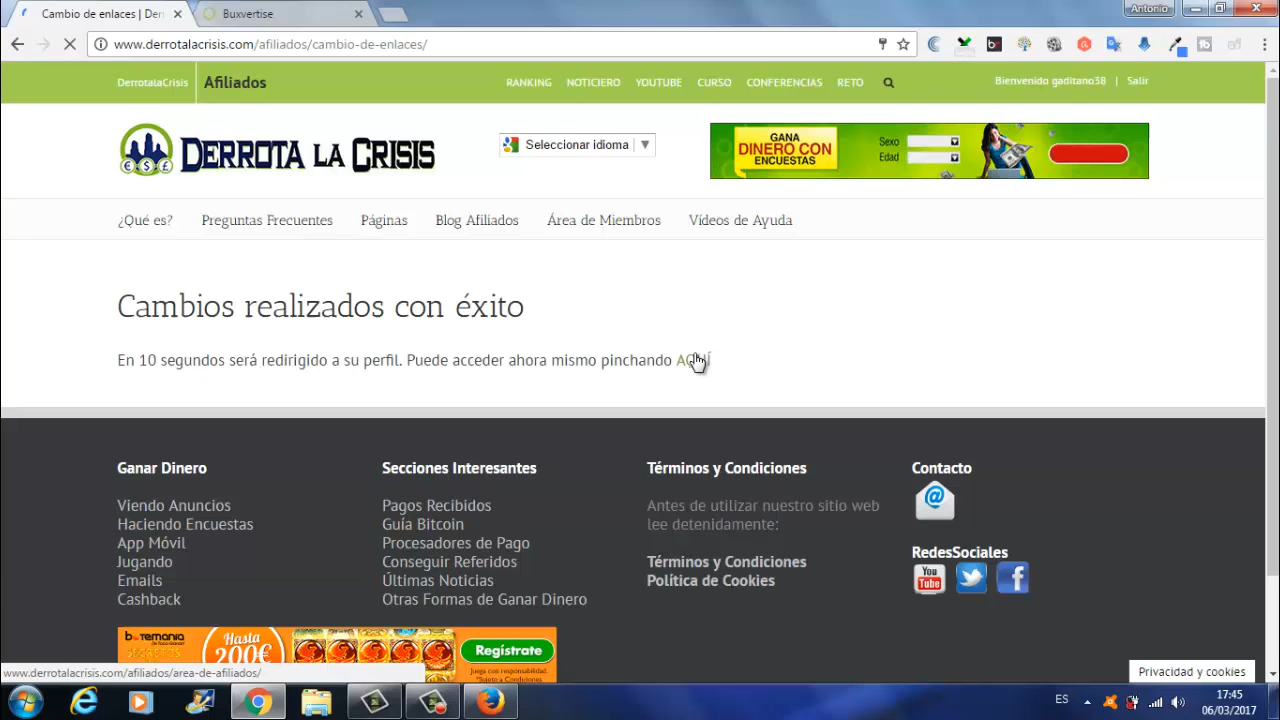 Cambio de enlaces | Der
Buxvertise
Antonio
www.derrotalacrisis.com/afiliados/cambio-de-enlaces/
DerrotalaCrisis
Afiliados
RANKING NOTICIERO YOUTUBE CURSO CONFERENCIAS RETO
Bienvenido gaditano38 | Salir
DERROTA LA CRISIS
Seleccionar idioma ▼
GANA
DINERO CON
ENCUESTAS
Sexo
Edad
¿Qué es? Preguntas Frecuentes Páginas Blog Afiliados Área de Miembros Vídeos de Ayuda
Cambios realizados con éxito
En 10 segundos será redirigido a su perfil. Puede acceder ahora mismo pinchando AQUÍ
Ganar Dinero
Viendo Anuncios
Haciendo Encuestas
App Móvil
Jugando
Emails
Cashback
Secciones Interesantes
Pagos Recibidos
Guía Bitcoin
Procesadores de Pago
Conseguir Referidos
Últimas Noticias
Otras Formas de Ganar Dinero
Términos y Condiciones
Antes de utilizar nuestro sitio web
lee detenidamente:
Términos y Condiciones
Política de Cookies
Contacto
RedesSociales
Hasta
200€
Regístrate
Juega con responsabilidad.
*Sujeto a Condiciones
www.derrotalacrisis.com/afiliados/area-de-afiliados/
Privacidad y cookies
ES
17:45
06/03/2017